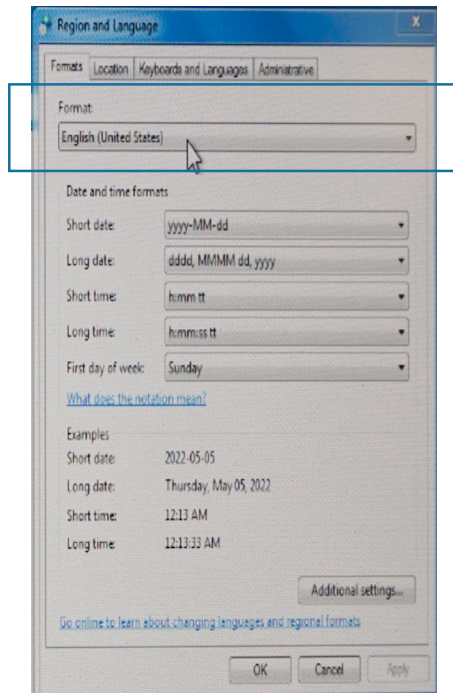 Region and Language
X
Formats Location Keyboards and Languages Administrative
Format:
English (United States)
Date and time formats
Short date: yyyy-MM-dd
Long date: dddd, MMMM dd, yyyy
Short time: h:mm tt
Long time: h:mm:ss tt
First day of week: Sunday
What does the notation mean?
Examples
Short date: 2022-05-05
Long date: Thursday, May 05, 2022
Short time: 12:13 AM
Long time: 12:13:33 AM
Additional settings...
Go online to learn about changing languages and regional formats
OK Cancel Apply